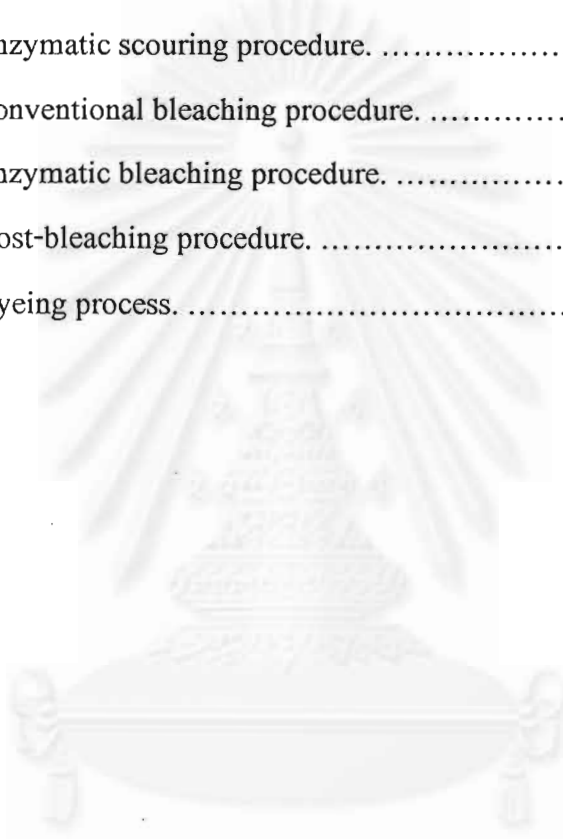 nzymatic scouring procedure. ..................
onventional bleaching procedure. .............
nzymatic bleaching procedure. .................
ost-bleaching procedure. ........................
yeing process. .....................................